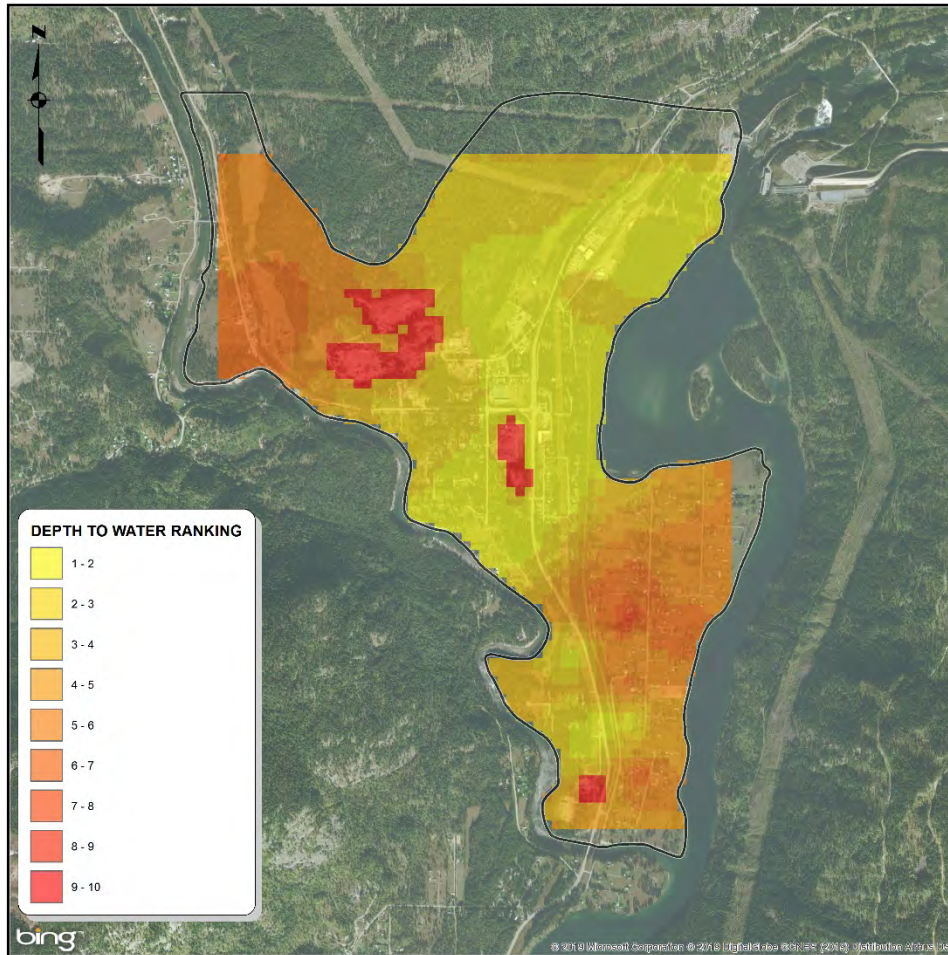 N
DEPTH TO WATER RANKING
1 - 2
2 - 3
3 - 4
4 - 5
5 - 6
6 - 7
7 - 8
8 - 9
9 - 10
bing
© 2019 Microsoft Corporation © 2019 DigitalGlobe ©CNES (2019) Distribution Airbus DS